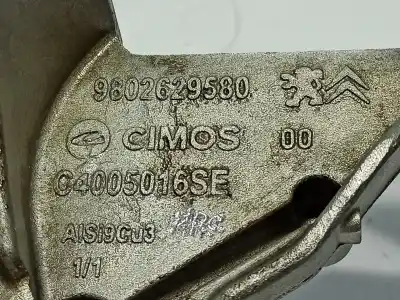 9802629580
CIMOS 00
C4005016SE
AlSi9Cu3
1/1